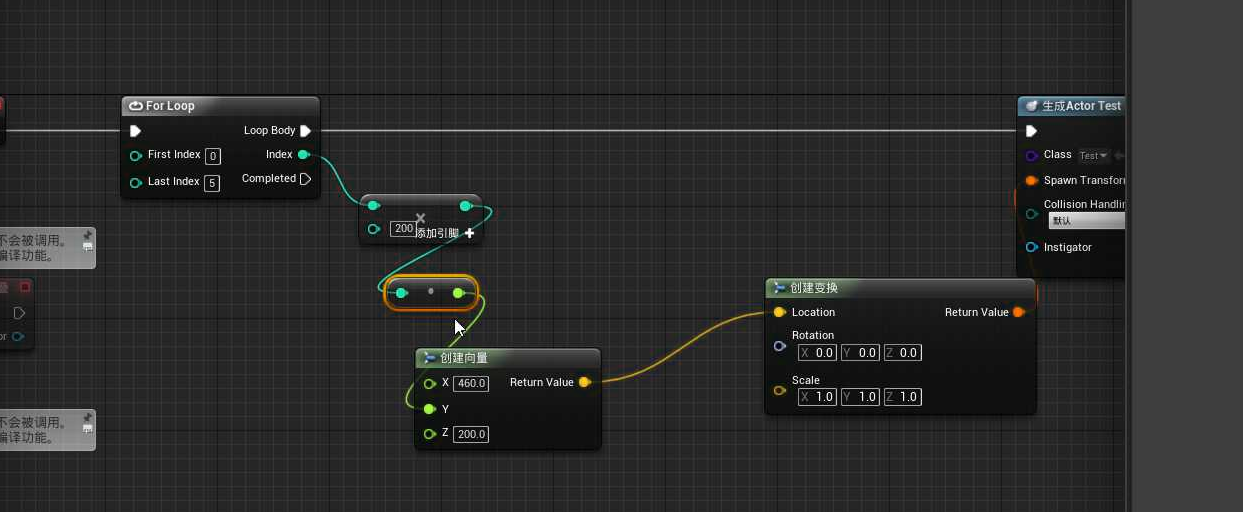 For Loop
Loop Body
First Index 0
Index
Last Index 5
Completed
200
添加引脚
不会被调用。
编译功能。
创建向量
X 460.0
Return Value
Y
Z 200.0
不会被调用。
编译功能。
创建变换
Location
Return Value
Rotation
X 0.0 Y 0.0 Z 0.0
Scale
X 1.0 Y 1.0 Z 1.0
生成Actor Test
Class Test
Spawn Transfor
Collision Handlin
默认
Instigator